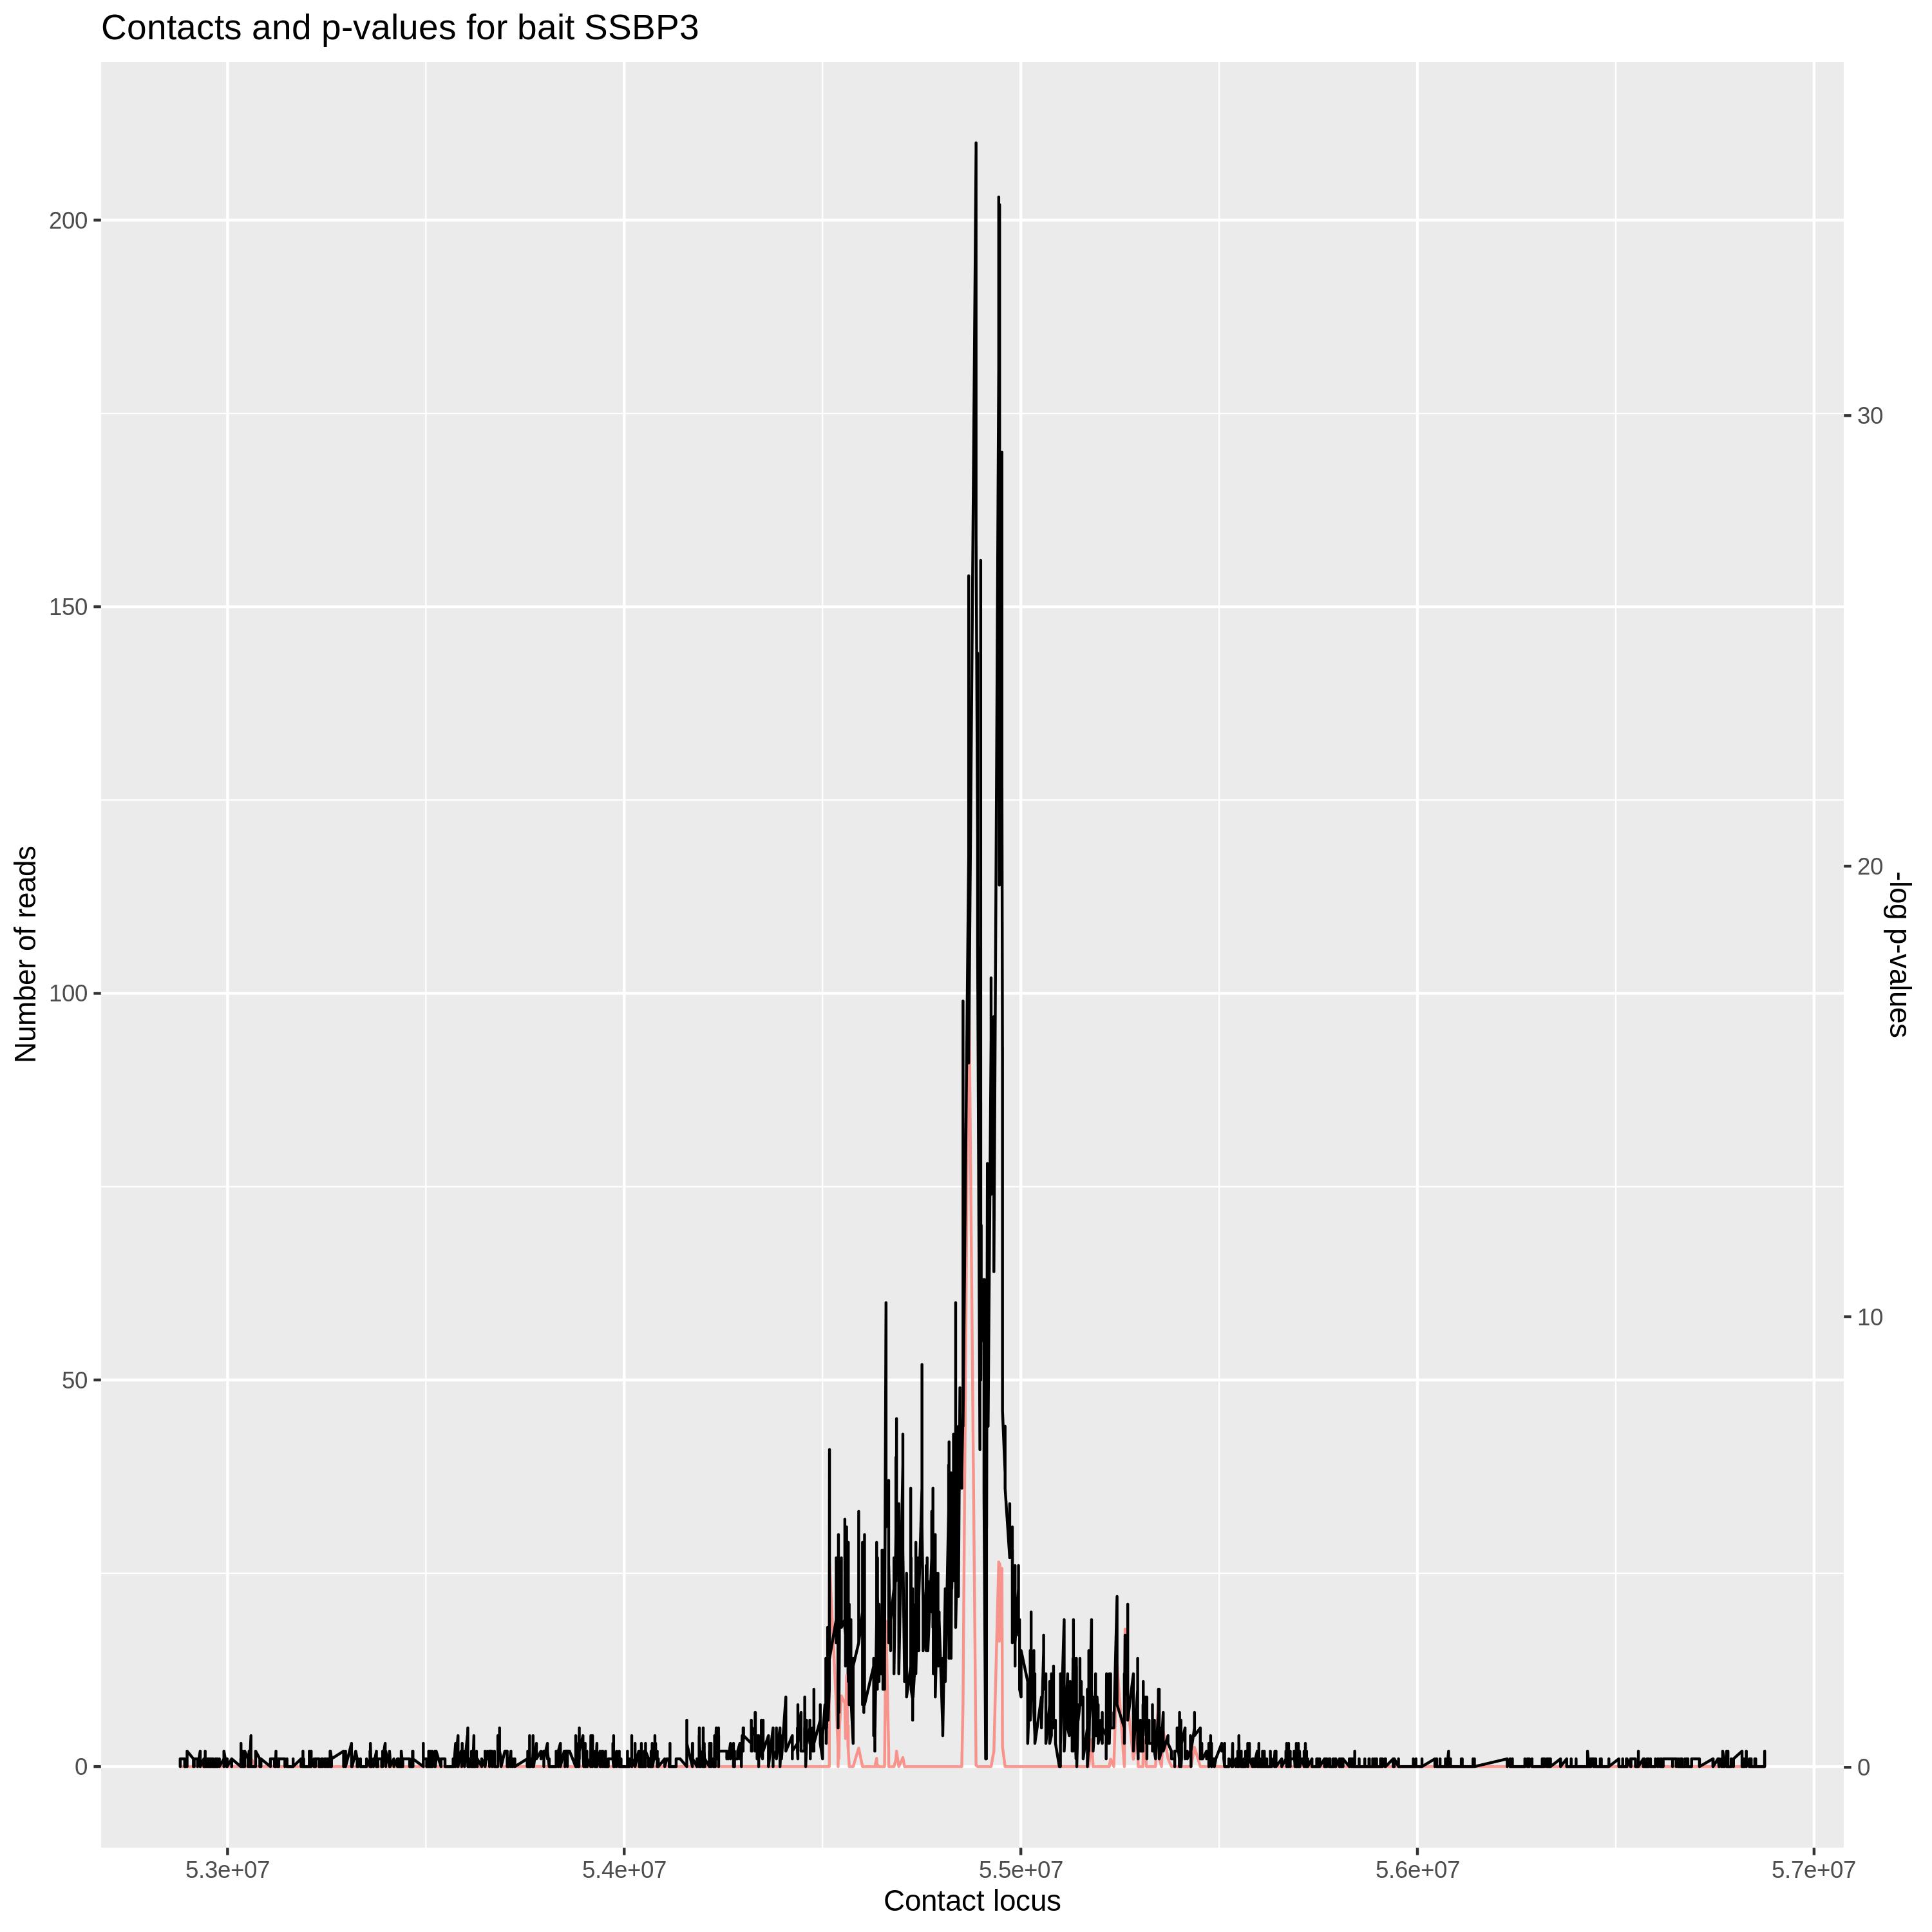 Contacts and p-values for bait SSBP3
200
150
100
50
0
Number of reads
30
20
10
0
-log p-values
5.3e+07
5.4e+07
5.5e+07
5.6e+07
5.7e+07
Contact locus